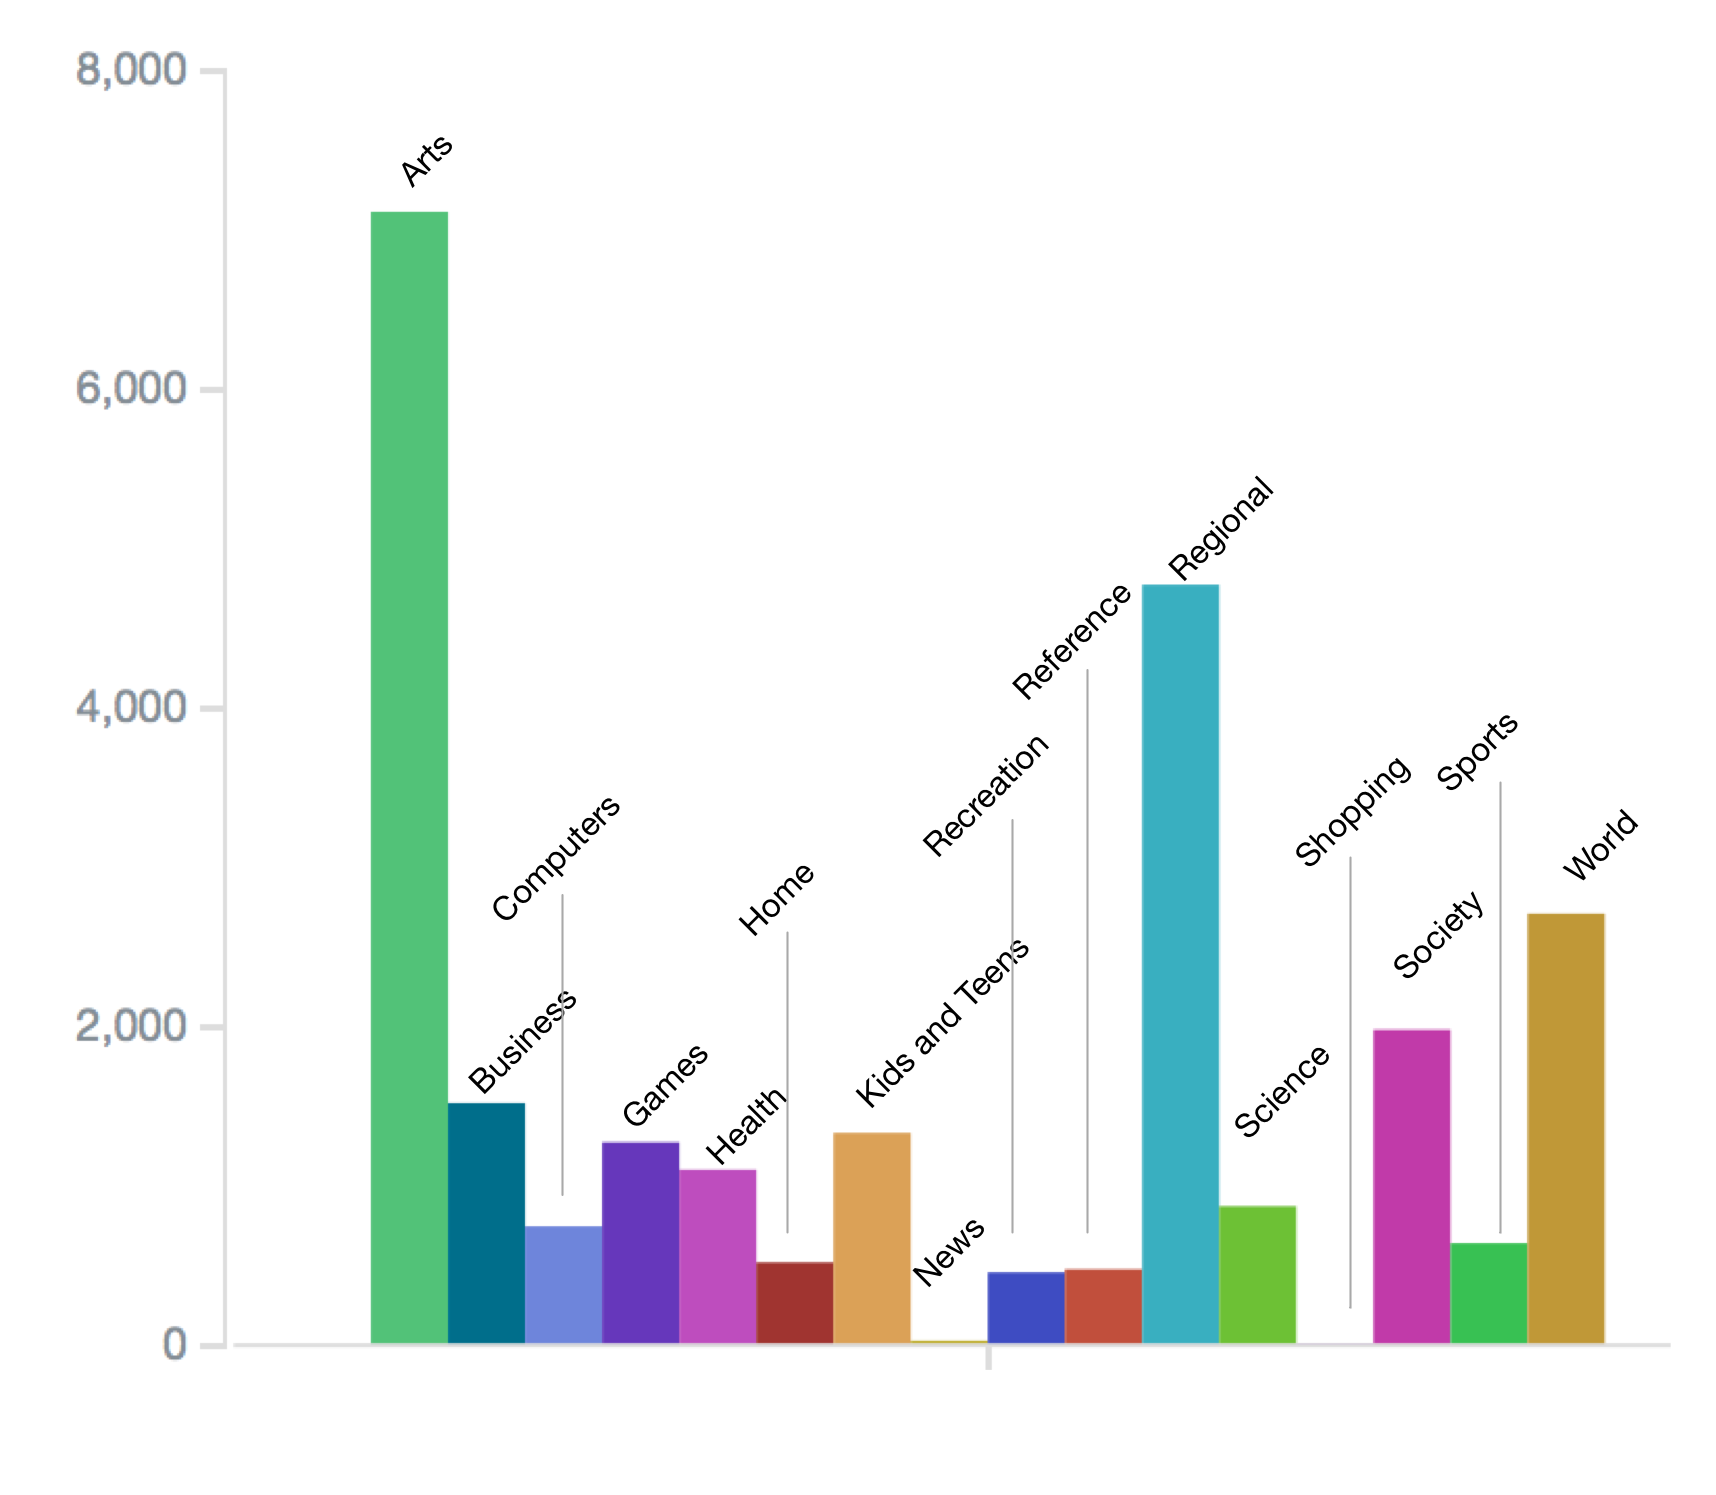 8,000
6,000
4,000
2,000
0
Arts
Business
Computers
Games
Health
Home
Kids and Teens
News
Recreation
Reference
Regional
Science
Shopping
Society
Sports
World